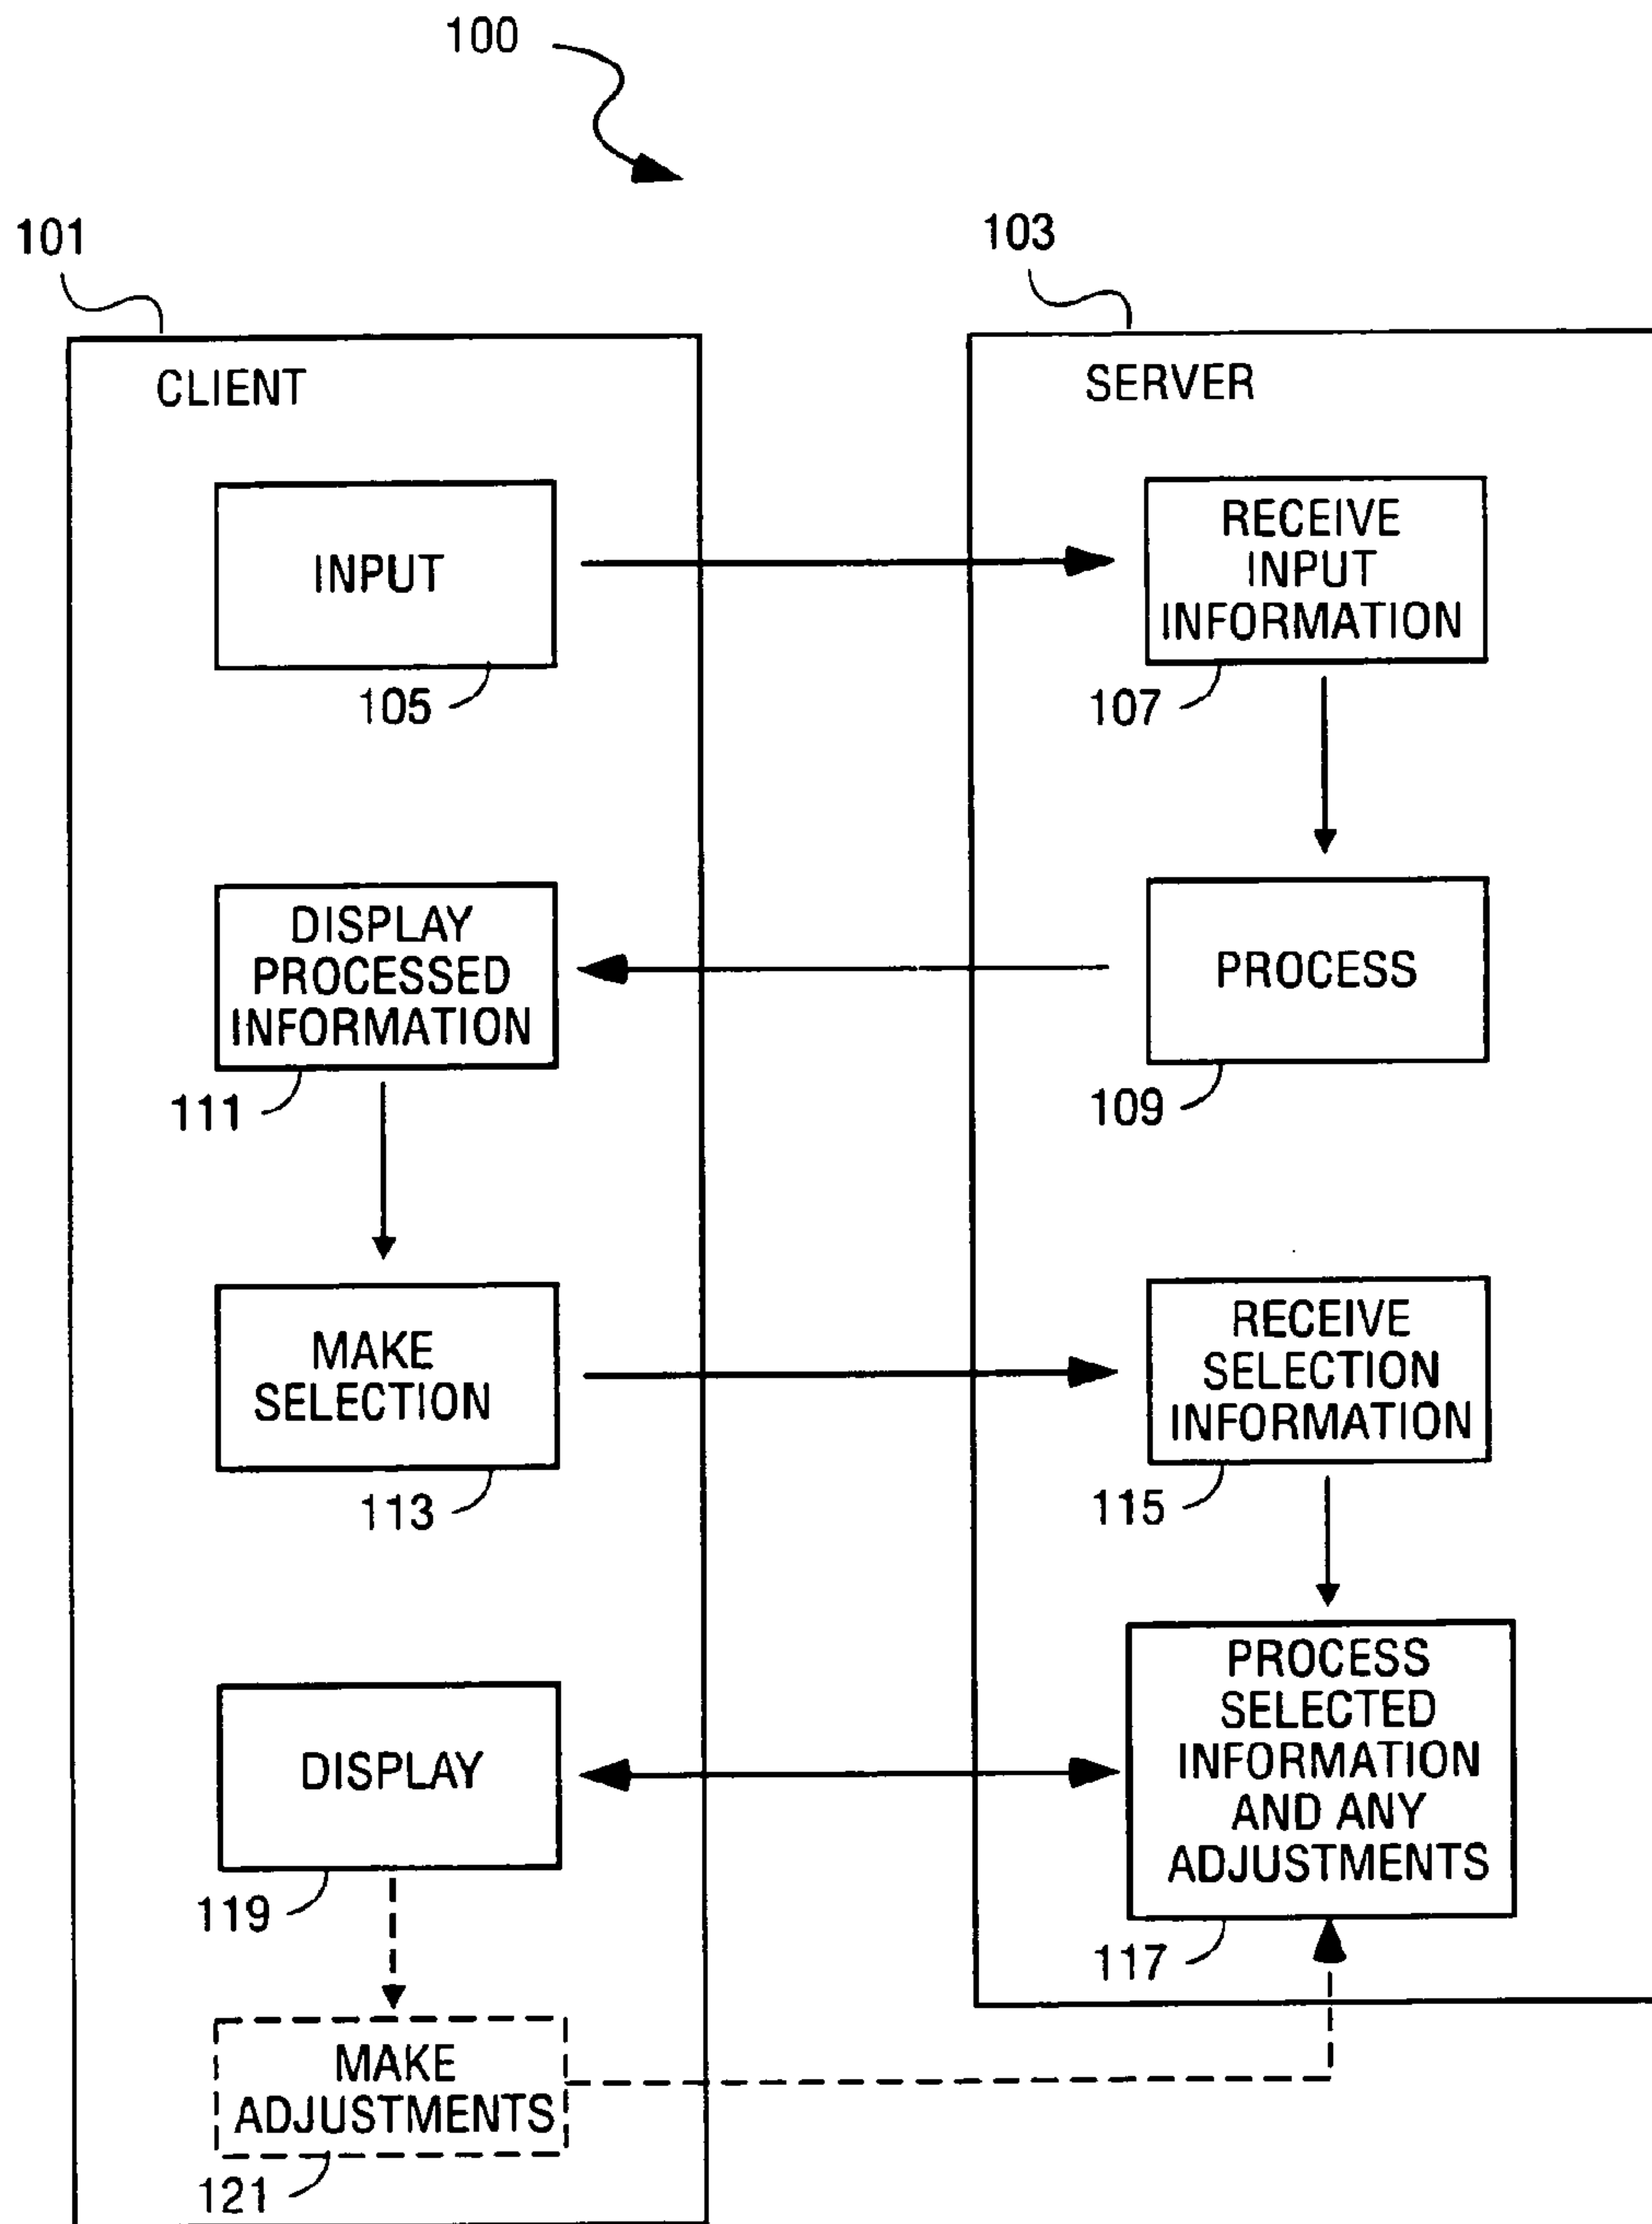 100
101
103
CLIENT
SERVER
INPUT
105
RECEIVE
INPUT
INFORMATION
107
DISPLAY
PROCESSED
INFORMATION
111
PROCESS
109
MAKE
SELECTION
113
RECEIVE
SELECTION
INFORMATION
115
DISPLAY
119
PROCESS
SELECTED
INFORMATION
AND ANY
ADJUSTMENTS
117
MAKE
ADJUSTMENTS
121